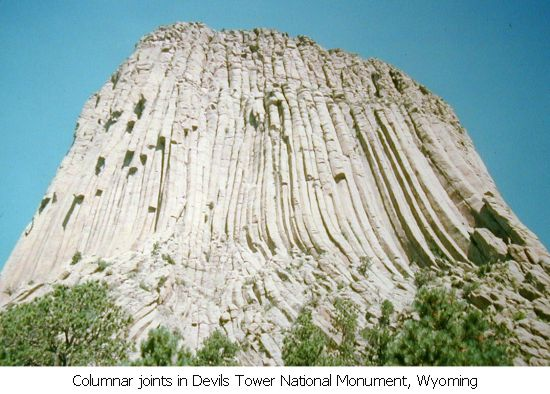 Columnar joints in Devils Tower National Monument, Wyoming